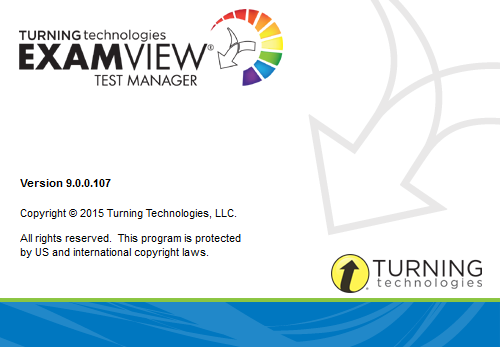 TURNING technologies
EXAMVIEW®
TEST MANAGER
Version 9.0.0.107
Copyright © 2015 Turning Technologies, LLC.
All rights reserved.  This program is protected
by US and international copyright laws.
TURNING
technologies